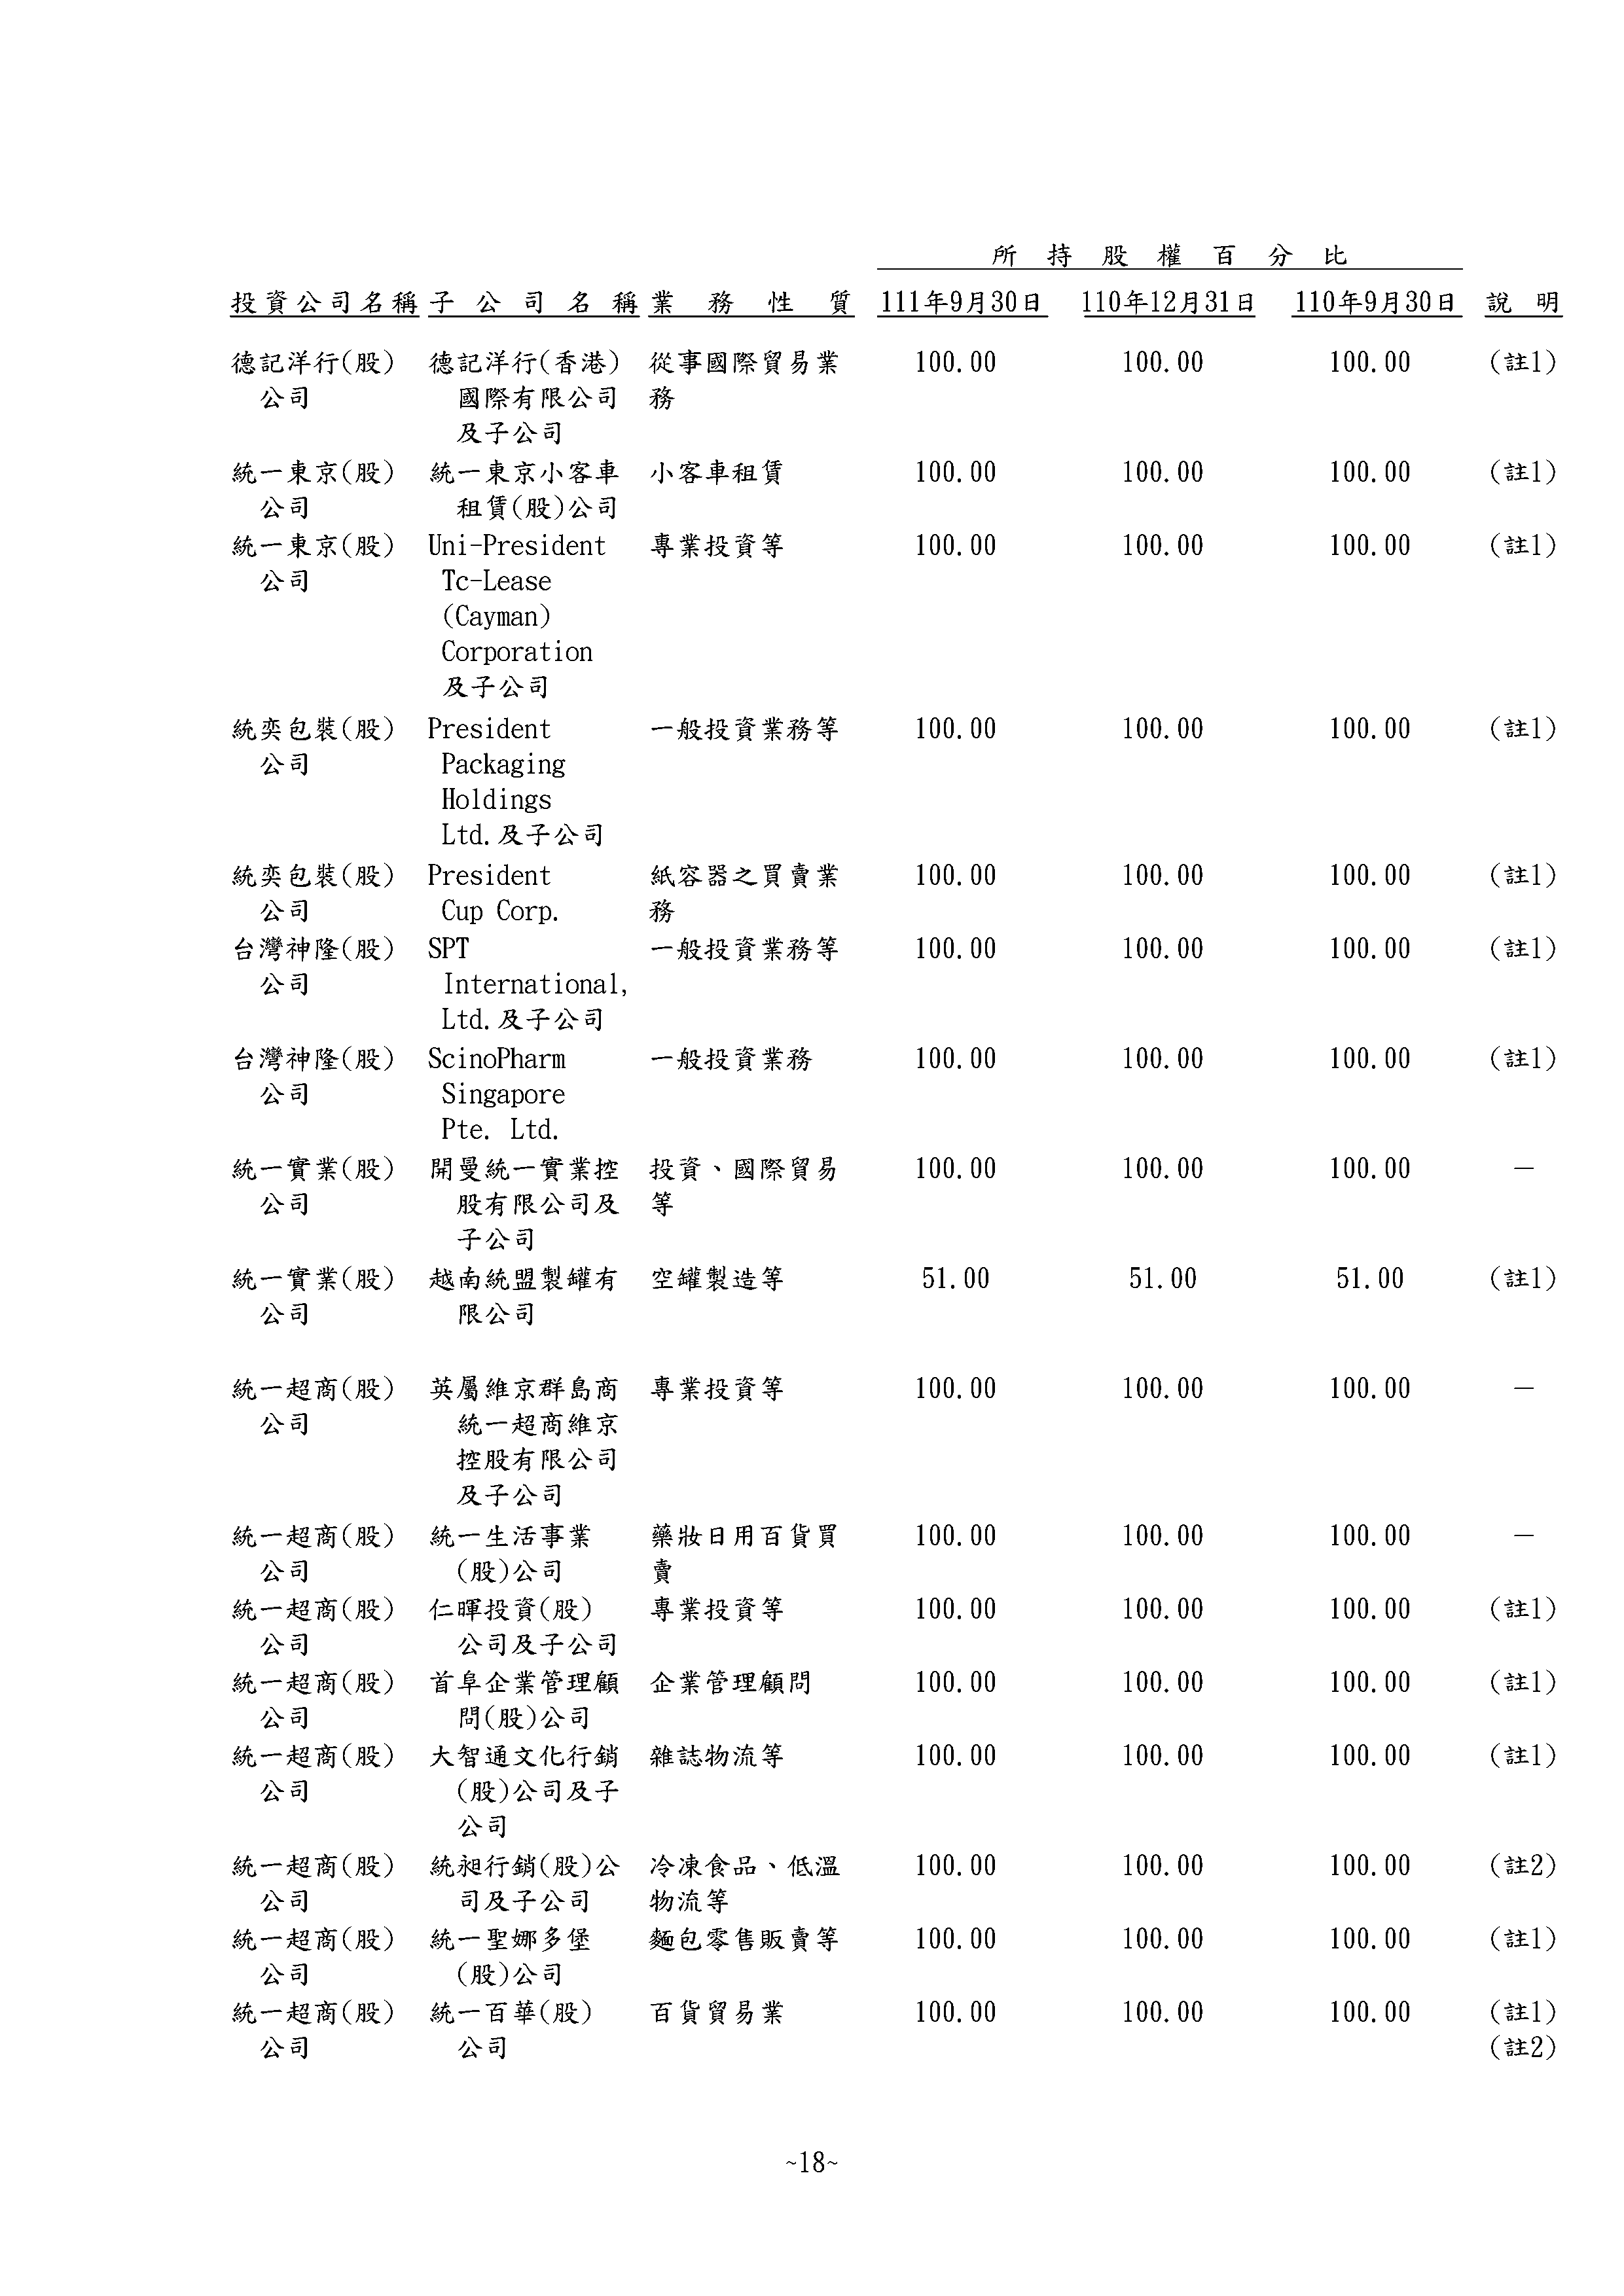 所持股權百分比
投資公司名稱 子公司名稱 業務性質 111年9月30日 110年12月31日 110年9月30日 說明
德記洋行(股) 德記洋行(香港) 從事國際貿易業 100.00 100.00 100.00 (註1)
公司 國際有限公司 務
及子公司
統一東京(股) 統一東京小客車 小客車租賃 100.00 100.00 100.00 (註1)
公司 租賃(股)公司
統一東京(股) Uni-President 專業投資等 100.00 100.00 100.00 (註1)
公司 Tc-Lease
(Cayman)
Corporation
及子公司
統奕包裝(股) President 一般投資業務等 100.00 100.00 100.00 (註1)
公司 Packaging
Holdings
Ltd.及子公司
統奕包裝(股) President 紙容器之買賣業 100.00 100.00 100.00 (註1)
公司 Cup Corp. 務
台灣神隆(股) SPT 一般投資業務等 100.00 100.00 100.00 (註1)
公司 International,
Ltd.及子公司
台灣神隆(股) ScinoPharm 一般投資業務 100.00 100.00 100.00 (註1)
公司 Singapore
Pte. Ltd.
統一實業(股) 開曼統一實業控 投資、國際貿易 100.00 100.00 100.00 －
公司 股有限公司及 等
子公司
統一實業(股) 越南統盟製罐有 空罐製造等 51.00 51.00 51.00 (註1)
公司 限公司
統一超商(股) 英屬維京群島商 專業投資等 100.00 100.00 100.00 －
公司 統一超商維京
控股有限公司
及子公司
統一超商(股) 統一生活事業 藥妝日用百貨買 100.00 100.00 100.00 －
公司 (股)公司 賣
統一超商(股) 仁暉投資(股) 專業投資等 100.00 100.00 100.00 (註1)
公司 公司及子公司
統一超商(股) 首阜企業管理顧 企業管理顧問 100.00 100.00 100.00 (註1)
公司 問(股)公司
統一超商(股) 大智通文化行銷 雜誌物流等 100.00 100.00 100.00 (註1)
公司 (股)公司及子
公司
統一超商(股) 統昶行銷(股)公 冷凍食品、低溫 100.00 100.00 100.00 (註2)
公司 司及子公司 物流等
統一超商(股) 統一聖娜多堡 麵包零售販賣等 100.00 100.00 100.00 (註1)
公司 (股)公司
統一超商(股) 統一百華(股) 百貨貿易業 100.00 100.00 100.00 (註1)
公司 公司 (註2)
~18~